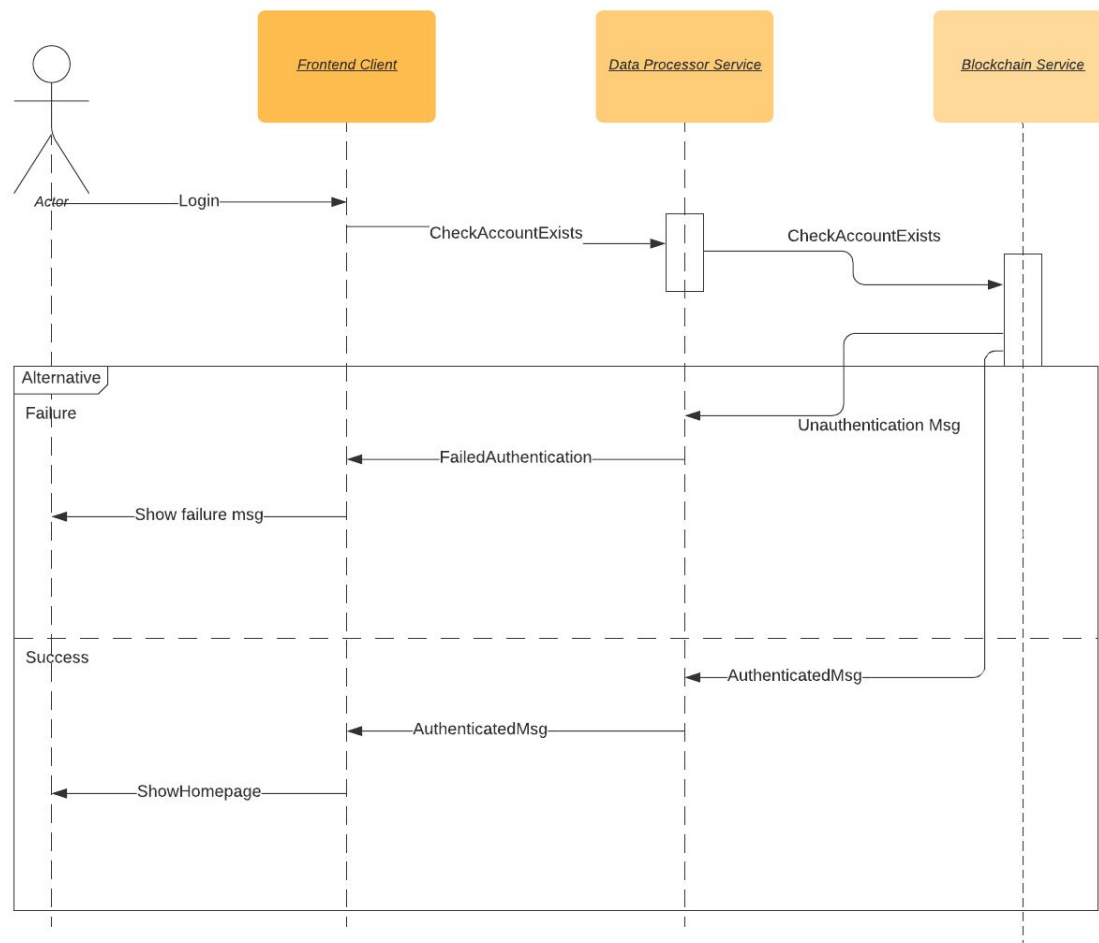 Frontend Client
Data Processor Service
Blockchain Service
Actor
Login
CheckAccountExists
CheckAccountExists
Alternative
Failure
Unauthentication Msg
FailedAuthentication
Show failure msg
Success
AuthenticatedMsg
AuthenticatedMsg
ShowHomepage